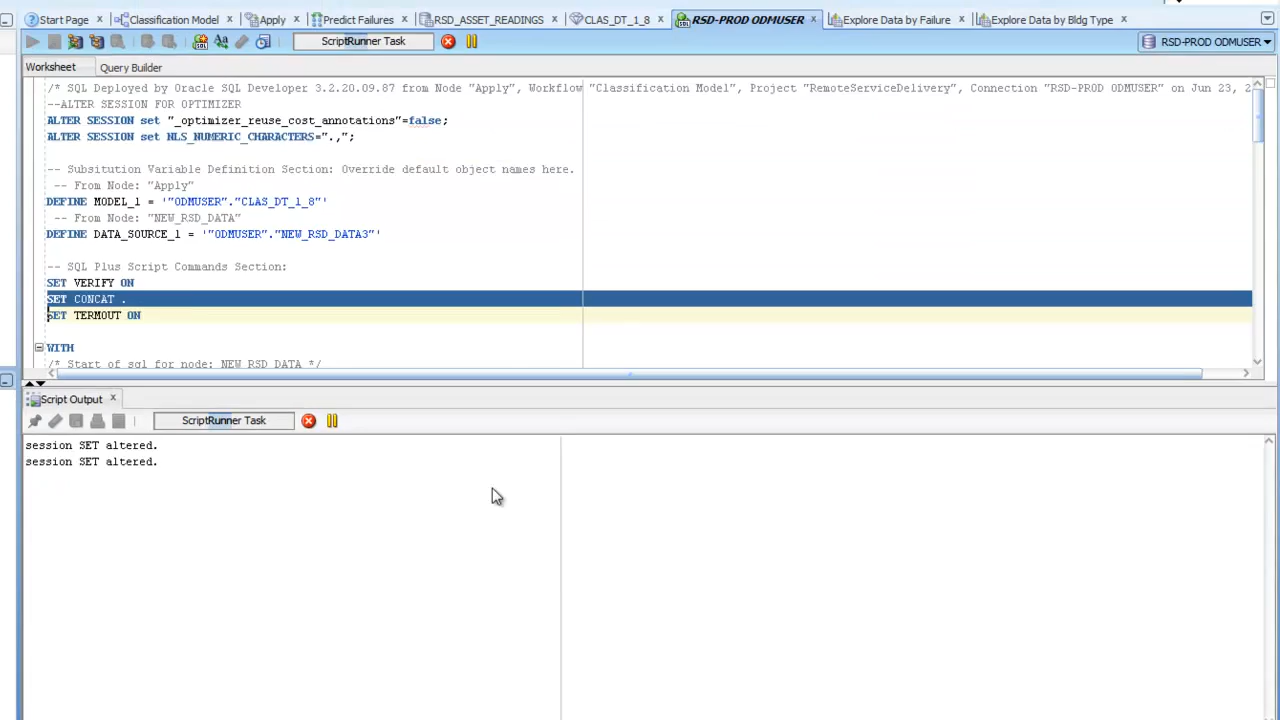 Start Page Classification Model Apply Predict Failures RSD_ASSET_READINGS CLAS_DT_1_8 RSD-PROD ODMUSER Explore Data by Failure Explore Data by Bldg Type
ScriptRunner Task RSD-PROD ODMUSER
Worksheet Query Builder
/* SQL Deployed by Oracle SQL Developer 3.2.20.09.87 from Node "Apply", Workflow "Classification Model", Project "RemoteServiceDelivery", Connection "RSD-PROD ODMUSER" on Jun 23, 2
--ALTER SESSION FOR OPTIMIZER
ALTER SESSION set "_optimizer_reuse_cost_annotations"=false;
ALTER SESSION set NLS_NUMERIC_CHARACTERS=".,";
-- Subsitution Variable Definition Section: Override default object names here.
-- From Node: "Apply"
DEFINE MODEL_1 = '"ODMUSER"."CLAS_DT_1_8"'
-- From Node: "NEW_RSD_DATA"
DEFINE DATA_SOURCE_1 = '"ODMUSER"."NEW_RSD_DATA3"'
-- SQL Plus Script Commands Section:
SET VERIFY ON
SET CONCAT .
SET TERMOUT ON
WITH
/* Start of sql for node: NEW_RSD_DATA */
Script Output
ScriptRunner Task
session SET altered.
session SET altered.